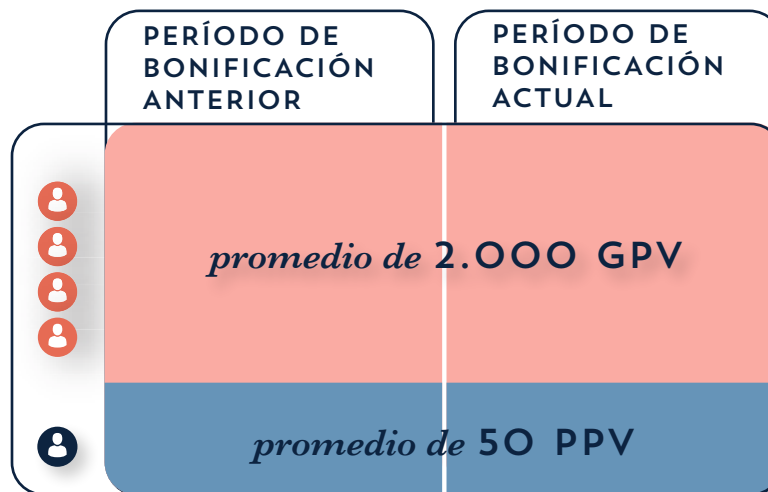 PERÍODO DE
BONIFICACIÓN
ANTERIOR
PERÍODO DE
BONIFICACIÓN
ACTUAL
promedio de 2.000 GPV
promedio de 50 PPV